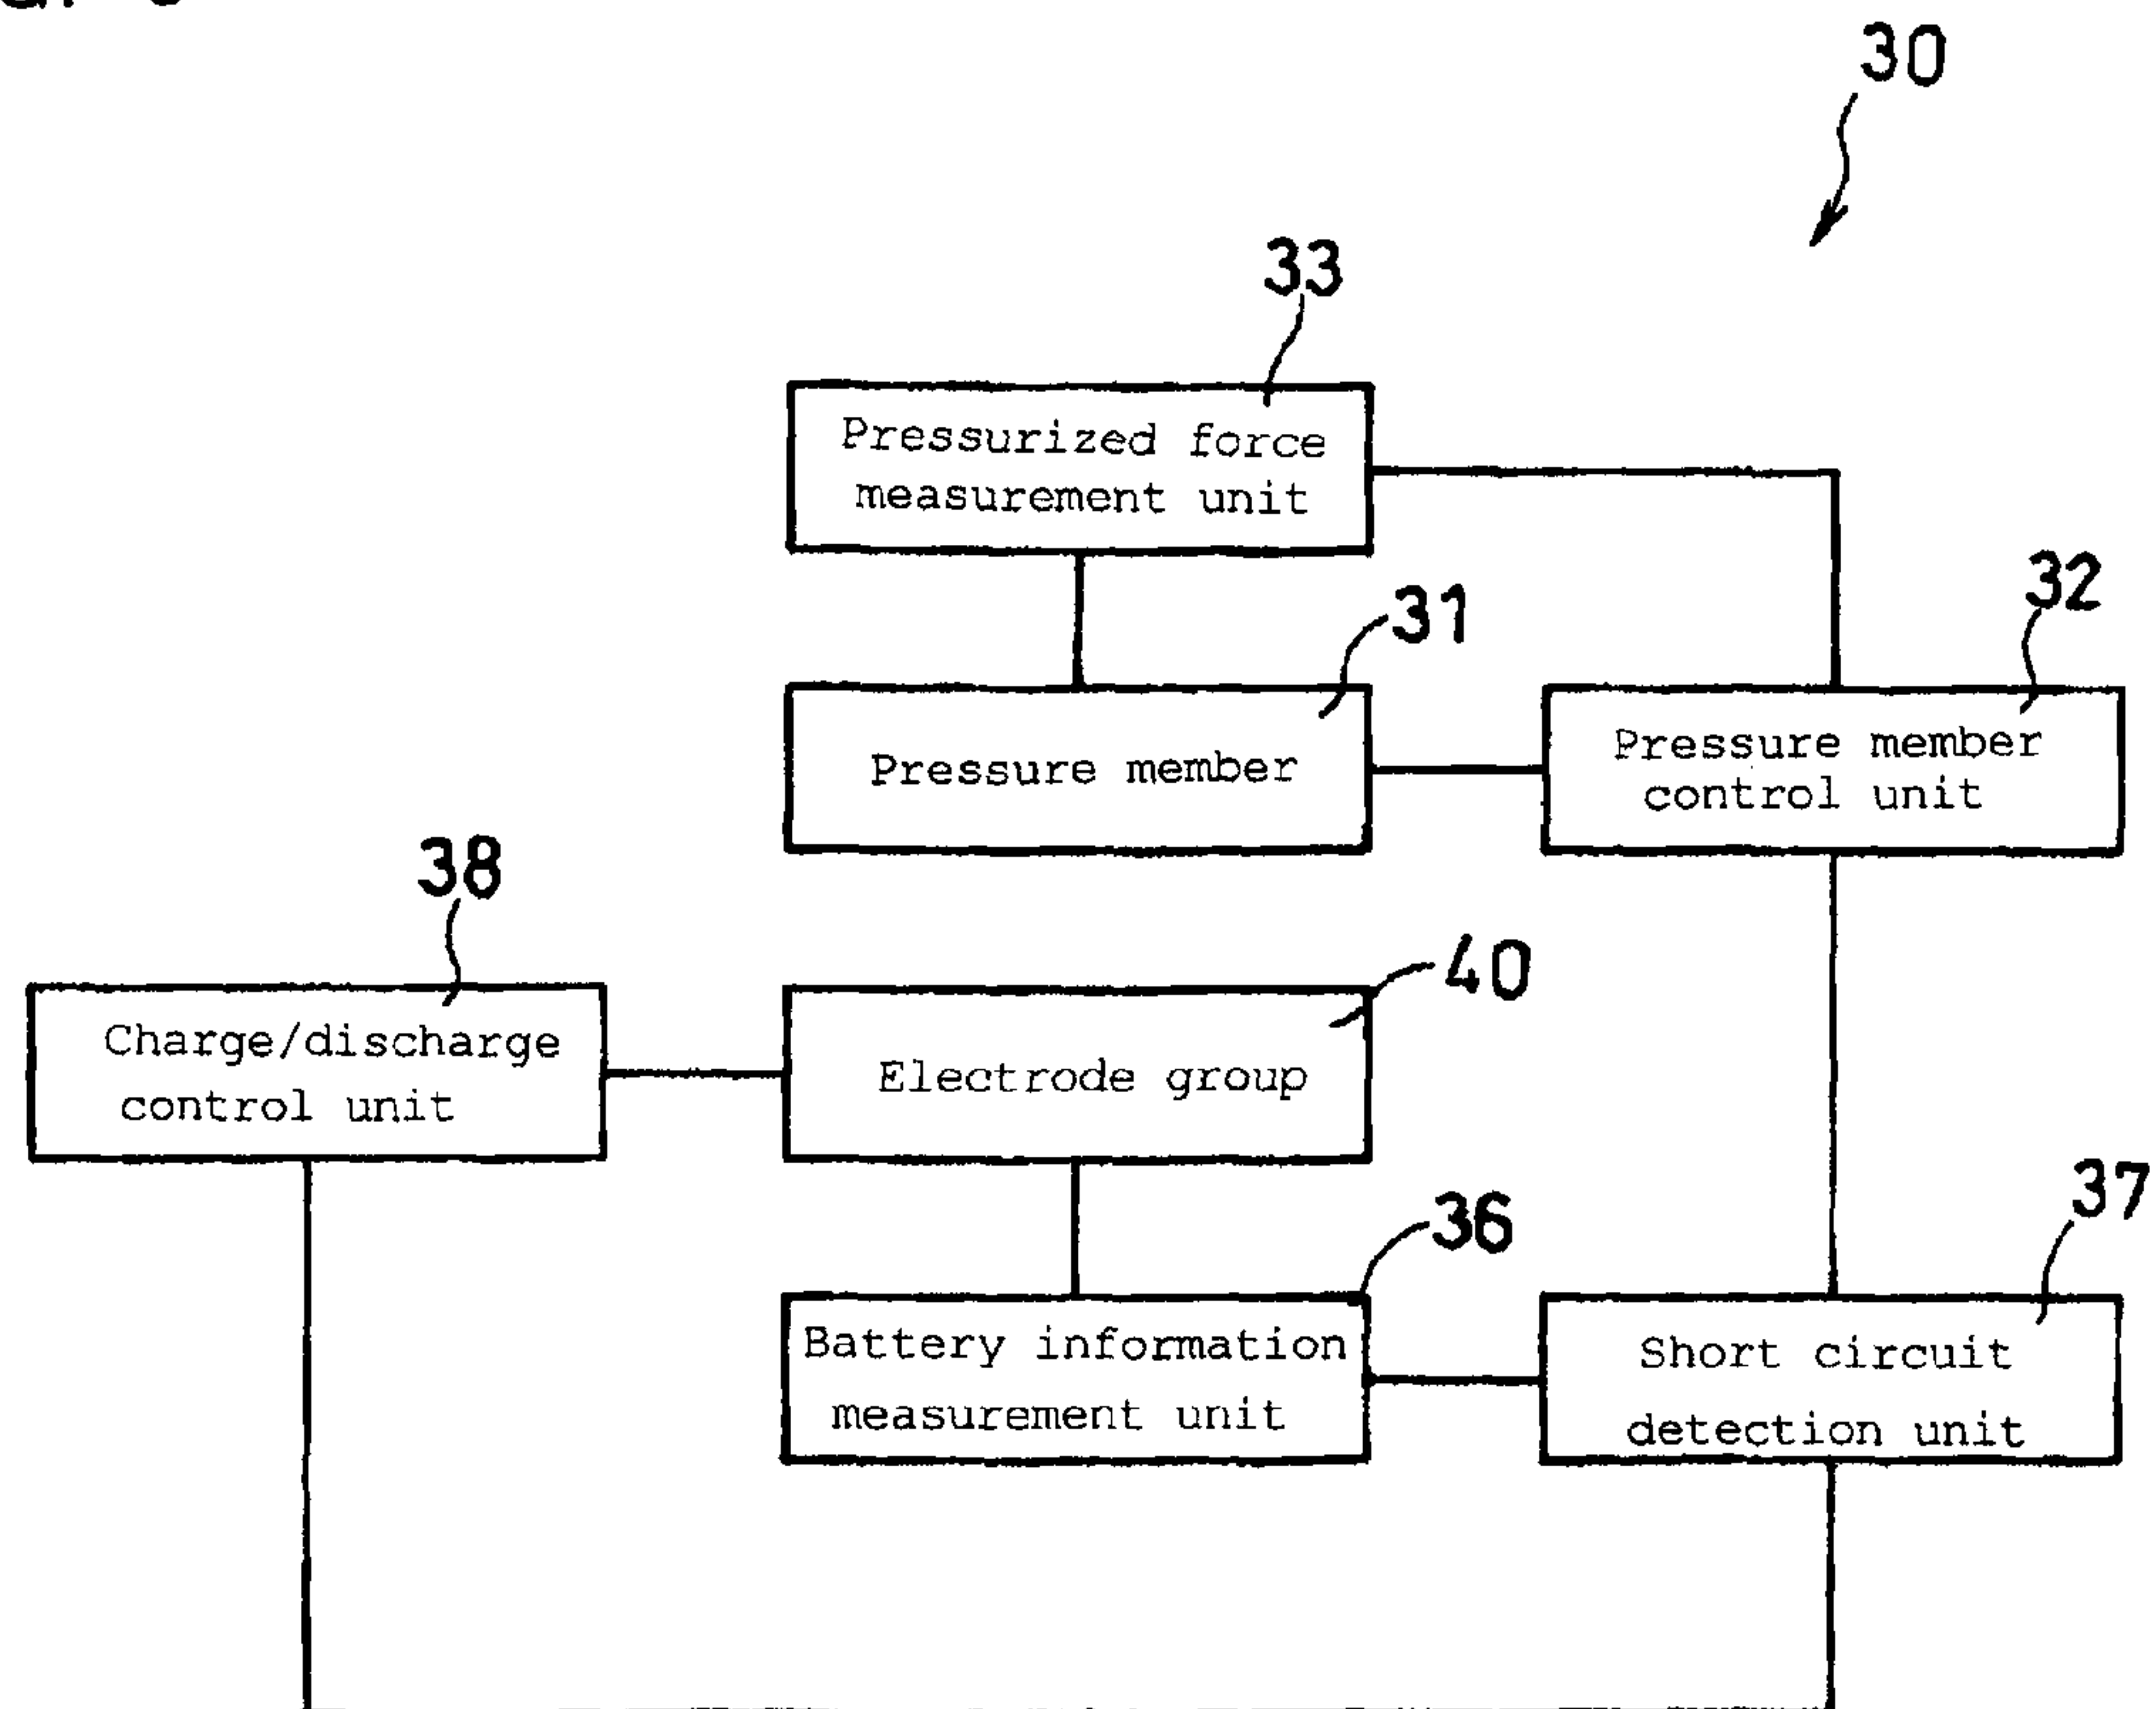 30
33
Pressurized force
measurement unit
31
32
Pressure member
Pressure member
control unit
38
40
Charge/discharge
control unit
Electrode group
36
37
Battery information
measurement unit
Short circuit
detection unit